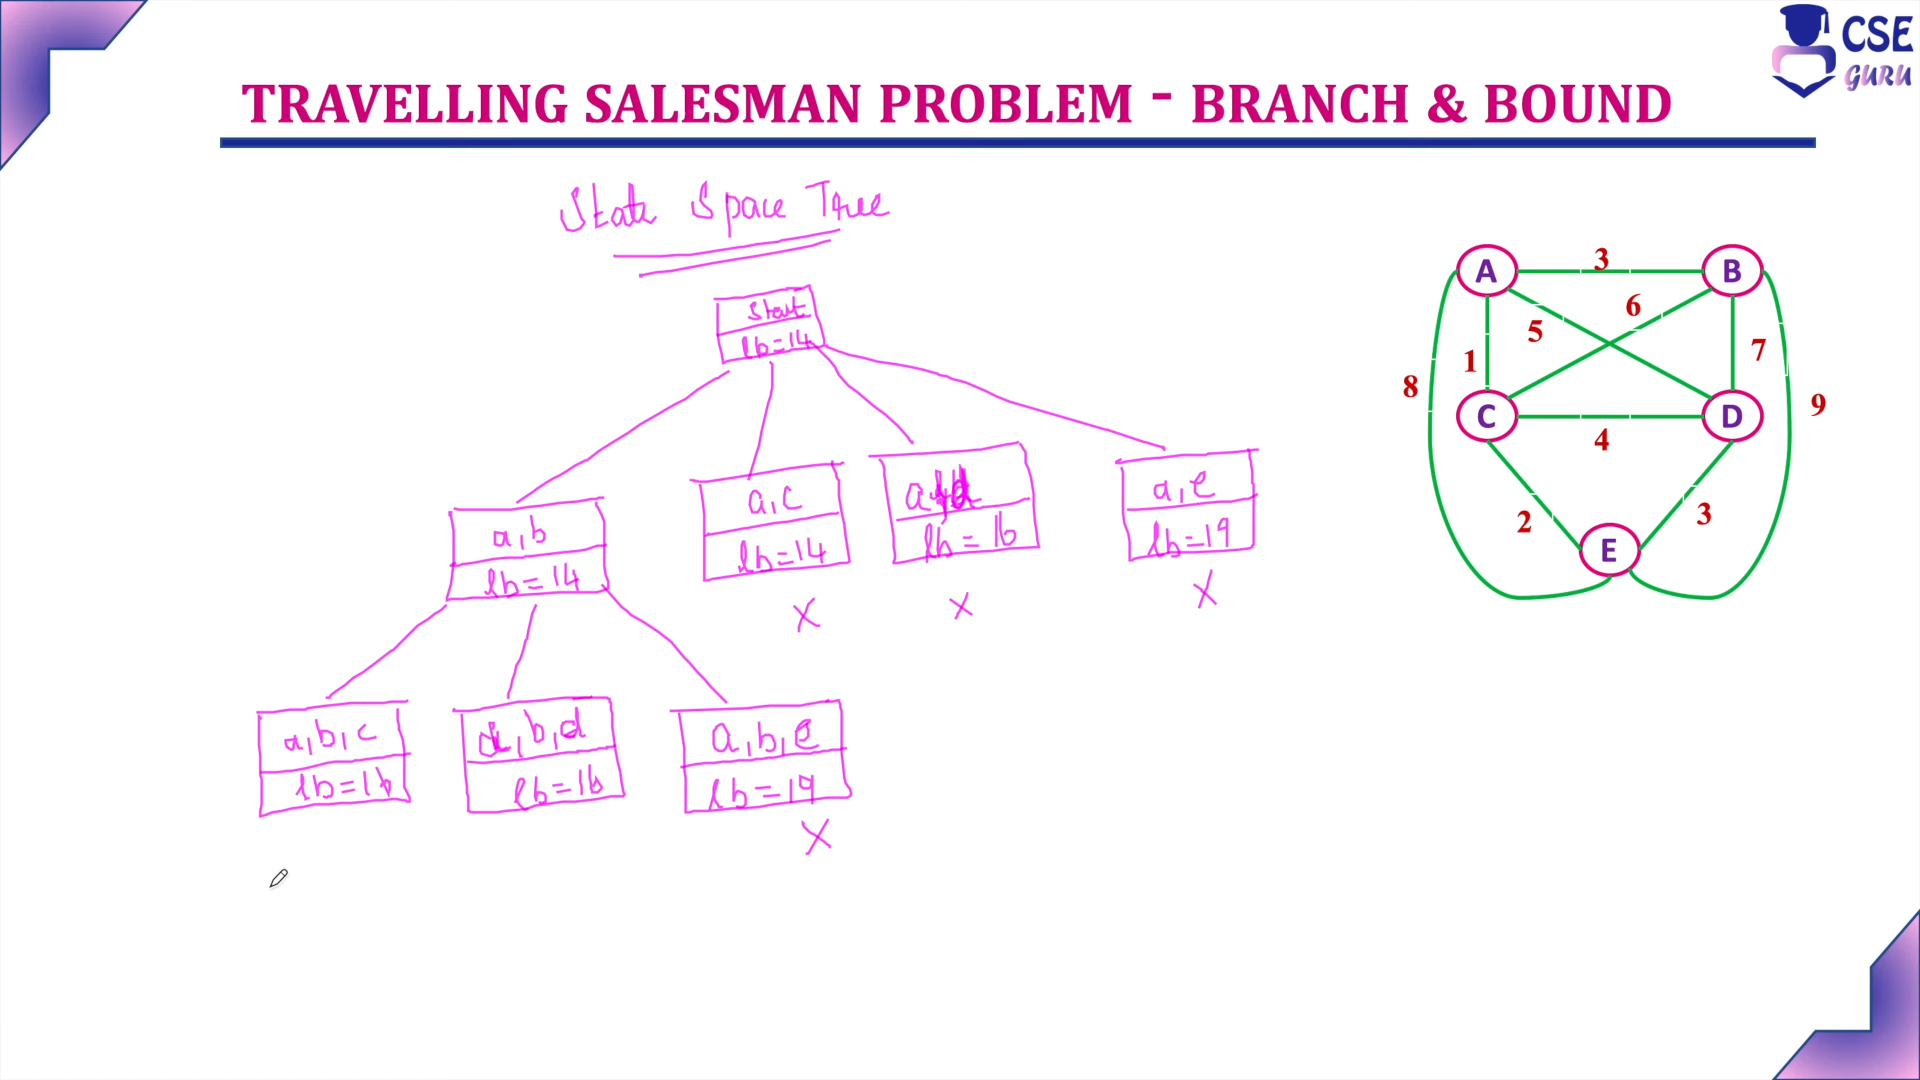 CSE
GURU
TRAVELLING SALESMAN PROBLEM - BRANCH & BOUND
State Space Tree
Start
lb=14
a,b
lb=14
a,c
lb=14
X
a,d
lb=16
X
a,e
lb=19
X
a,b,c
lb=16
a,b,d
lb=16
a,b,e
lb=19
X
A
3
B
6
5
1
7
8
9
C
4
D
2
3
E